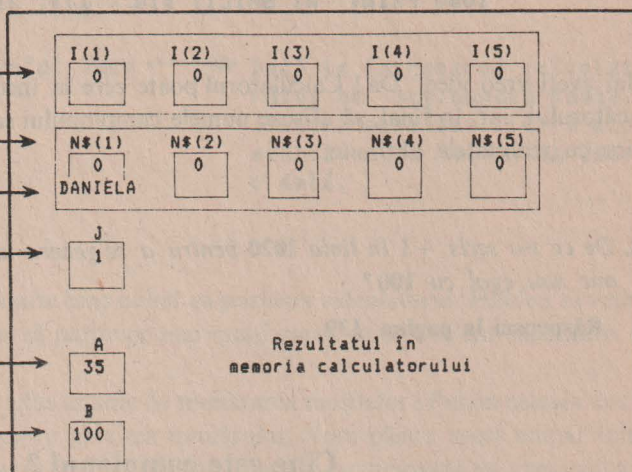 I(1) I(2) I(3) I(4) I(5)
0 0 0 0 0
N$(1) N$(2) N$(3) N$(4) N$(5)
0 0 0 0 0
DANIELA
J
A
35
Rezultatul în
memoria calculatorului
B
100